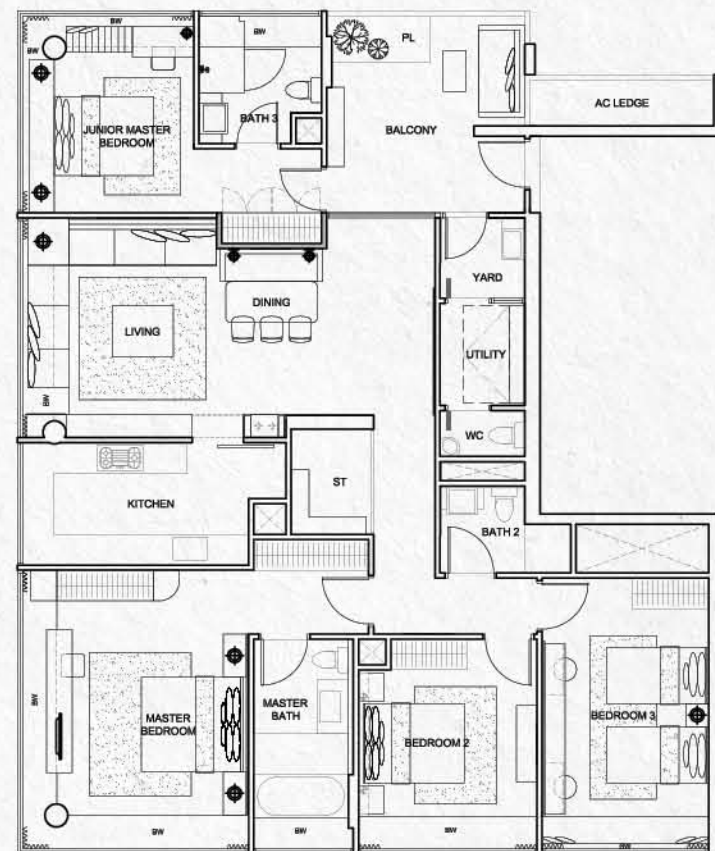 BW
BW
PL
JUNIOR MASTER
BEDROOM
BATH 3
BALCONY
AC LEDGE
YARD
DINING
LIVING
UTILITY
BW
WC
ST
KITCHEN
BATH 2
BW
MASTER
BEDROOM
MASTER
BATH
BEDROOM 2
BEDROOM 3
BW
BW
BW
BW